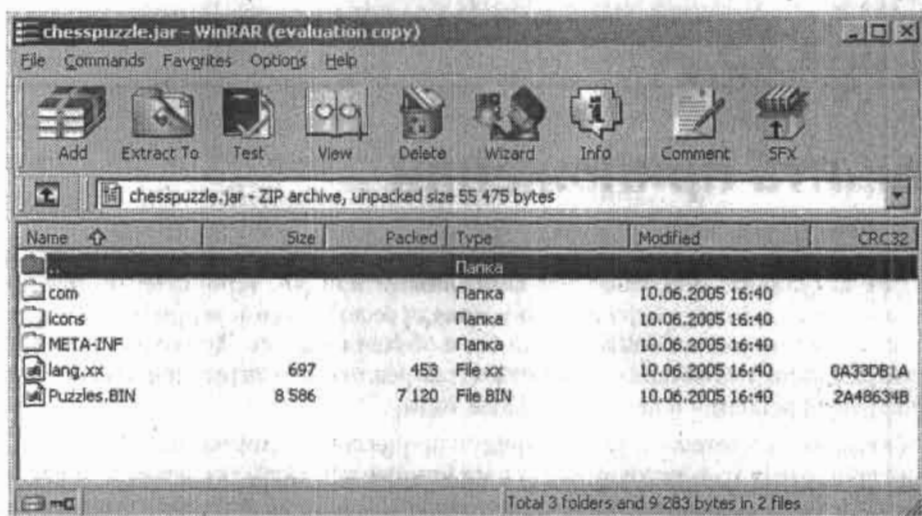 chesspuzzle.jar - WinRAR (evaluation copy)
File Commands Favorites Options Help
Add Extract To Test View Delete Wizard Info Comment SFX
chesspuzzle.jar - ZIP archive, unpacked size 55 475 bytes
Name Size Packed Type Modified CRC32
.. Папка
com Папка 10.06.2005 16:40
icons Папка 10.06.2005 16:40
META-INF Папка 10.06.2005 16:40
lang.xx 697 453 File xx 10.06.2005 16:40 0A33DB1A
Puzzles.BIN 8 586 7 120 File BIN 10.06.2005 16:40 2A48634B
Total 3 folders and 9 283 bytes in 2 files